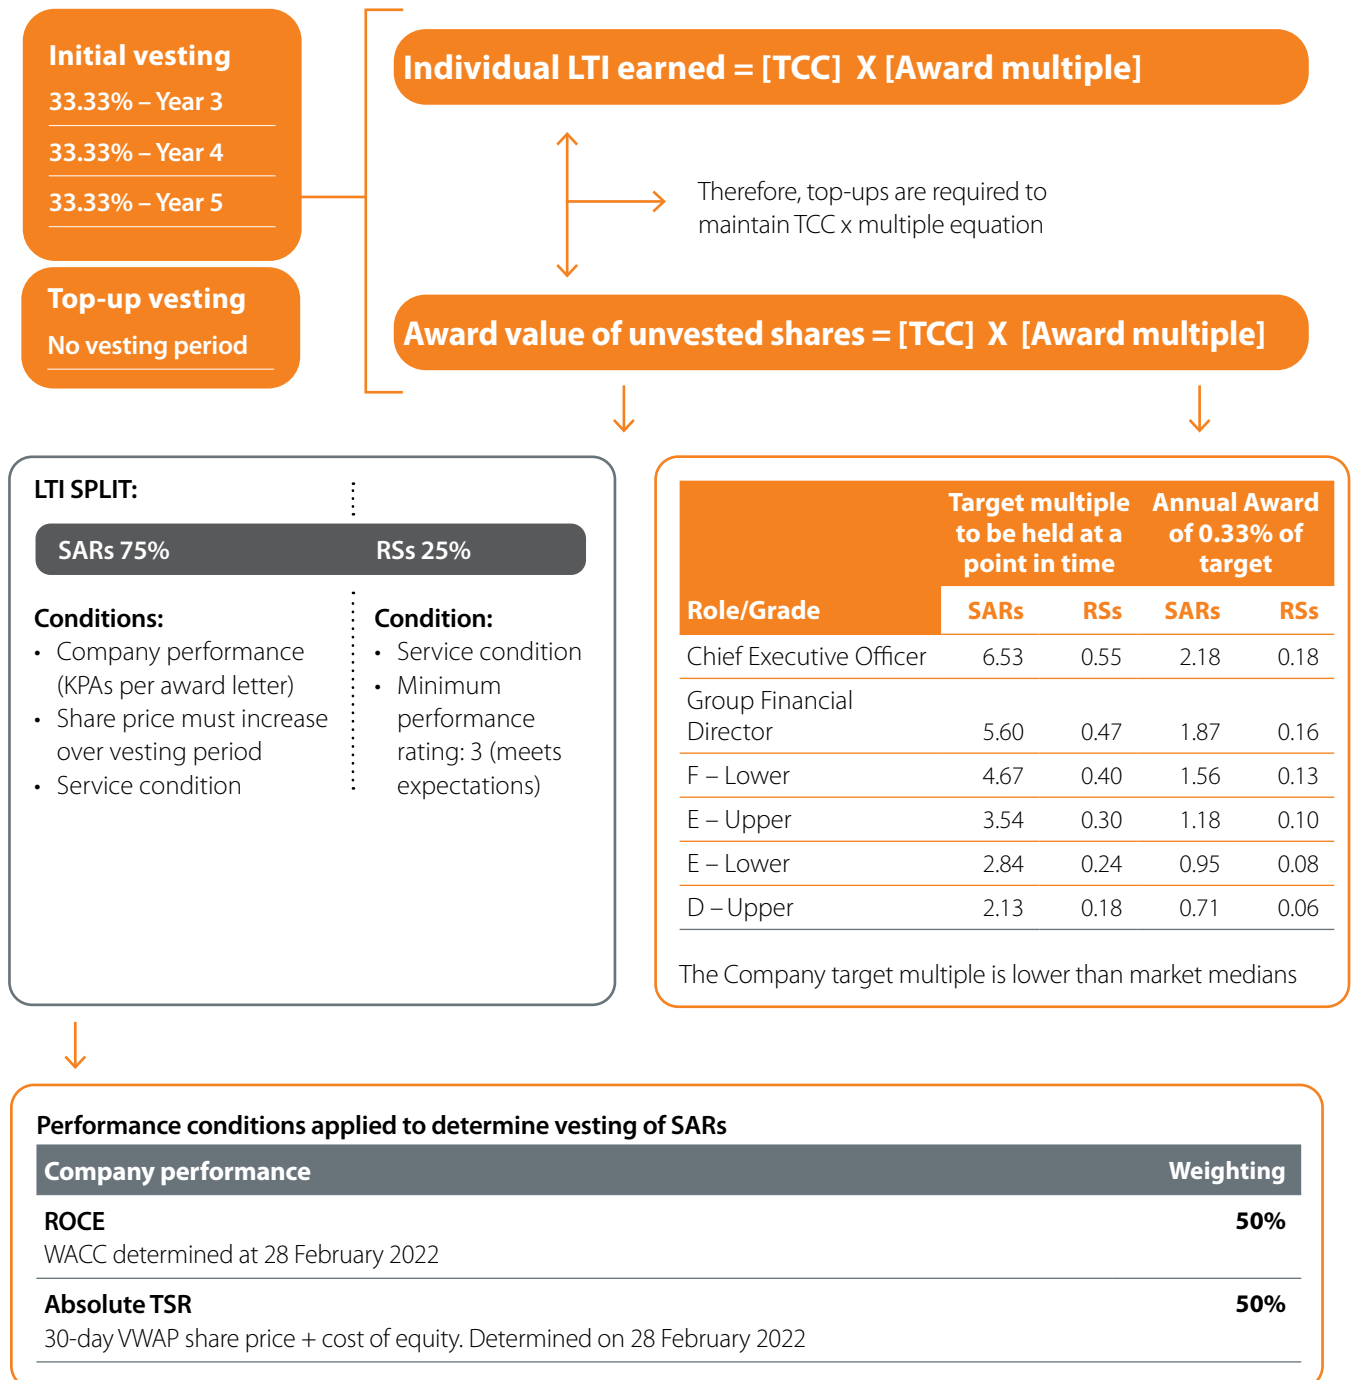 Initial vesting
33.33% – Year 3
33.33% – Year 4
33.33% – Year 5
Top-up vesting
No vesting period
Individual LTI earned = [TCC] X [Award multiple]
Therefore, top-ups are required to
maintain TCC x multiple equation
Award value of unvested shares = [TCC] X [Award multiple]
LTI SPLIT:
SARs 75% RSs 25%
Conditions:
• Company performance
(KPAs per award letter)
• Share price must increase
over vesting period
• Service condition
Condition:
• Service condition
• Minimum
performance
rating: 3 (meets
expectations)
Target multiple
to be held at a
point in time
Annual Award
of 0.33% of
target
Role/Grade SARs RSs SARs RSs
Chief Executive Officer 6.53 0.55 2.18 0.18
Group Financial
Director 5.60 0.47 1.87 0.16
F – Lower 4.67 0.40 1.56 0.13
E – Upper 3.54 0.30 1.18 0.10
E – Lower 2.84 0.24 0.95 0.08
D – Upper 2.13 0.18 0.71 0.06
The Company target multiple is lower than market medians
Performance conditions applied to determine vesting of SARs
Company performance Weighting
ROCE 50%
WACC determined at 28 February 2022
Absolute TSR 50%
30-day VWAP share price + cost of equity. Determined on 28 February 2022